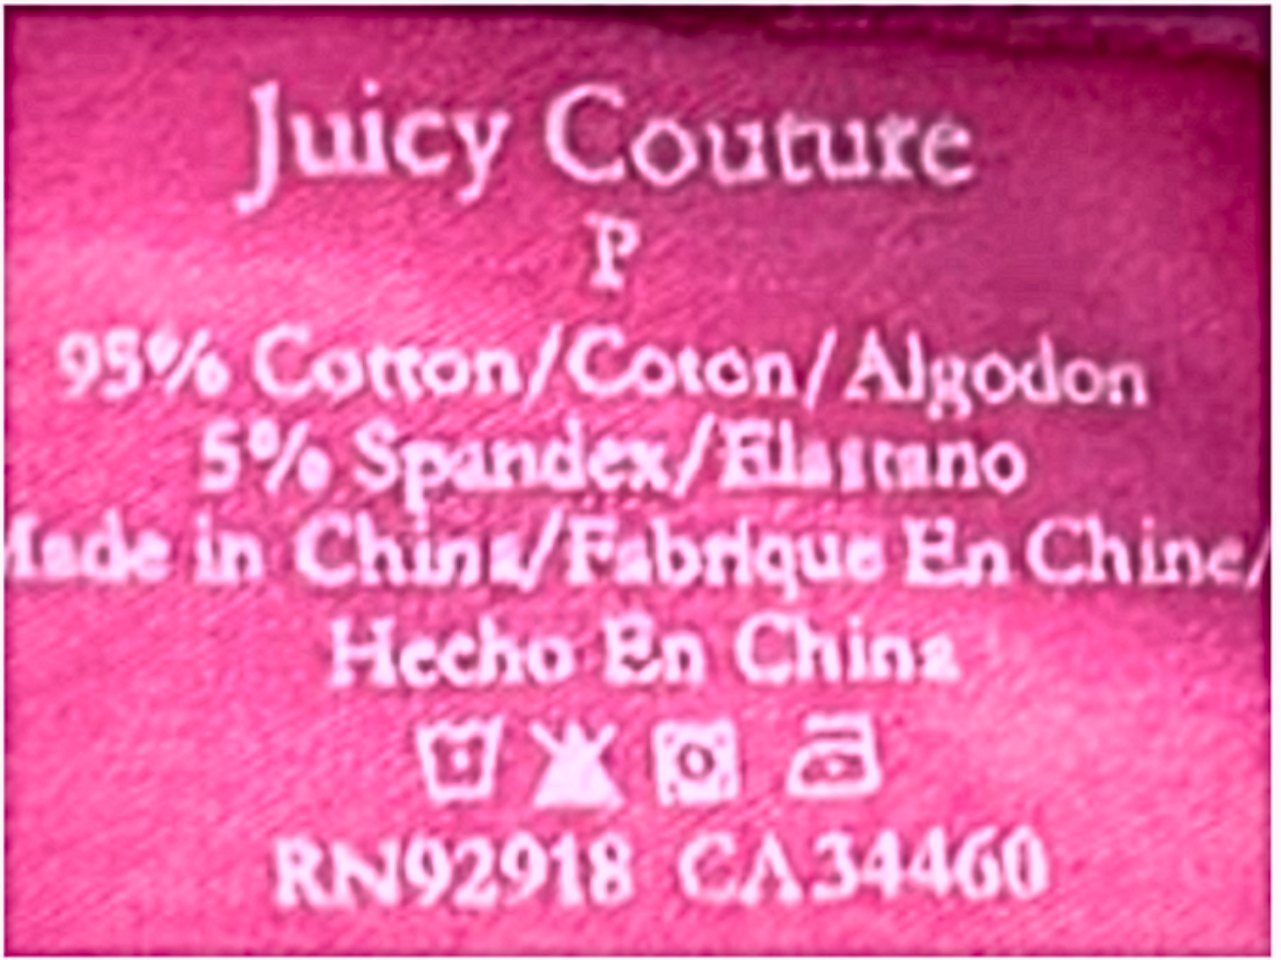 Juicy Couture
P
95% Cotton/Coton/Algodon
5% Spandex/Elastano
Made in China/Fabrique En Chine/
Hecho En China
RN92918 CA34460